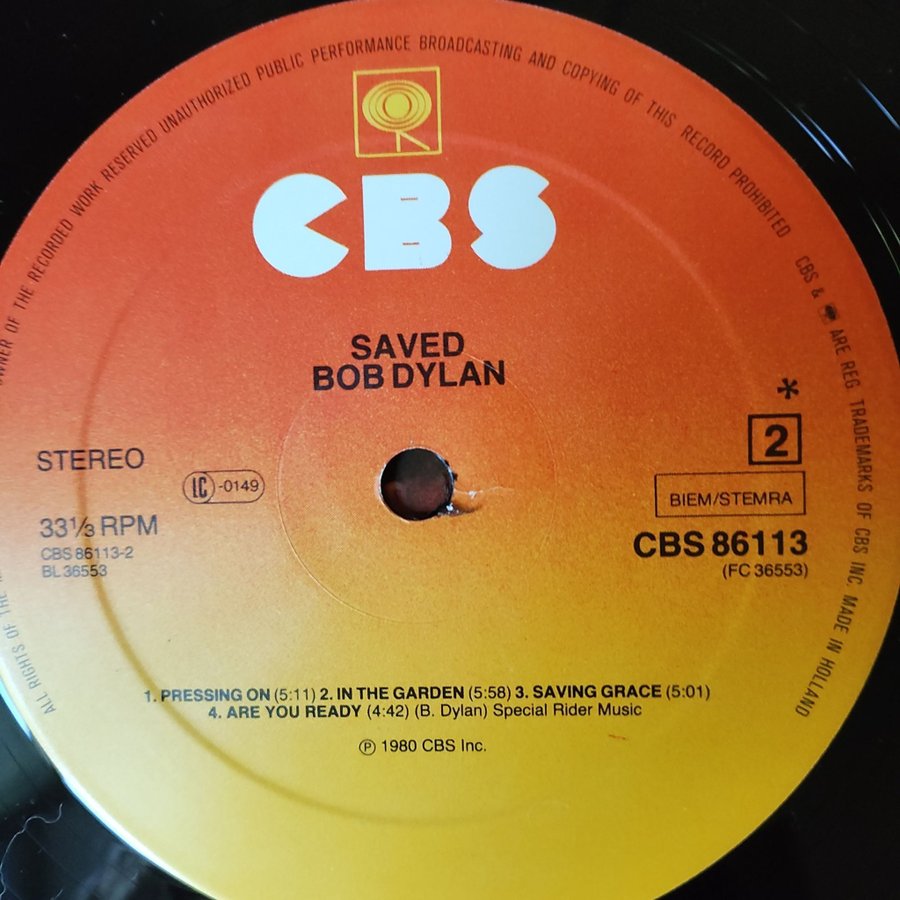 ALL RIGHTS OF THE
OWNER OF THE RECORDED WORK RESERVED UNAUTHORIZED PUBLIC PERFORMANCE BROADCASTING AND COPYING OF THIS RECORD PROHIBITED
CBS & ARE REG. TRADEMARKS OF CBS INC. MADE IN HOLLAND
CBS
SAVED
BOB DYLAN
*
2
STEREO
LC-0149
BIEM/STEMRA
33⅓ RPM
CBS 86113
CBS 86113-2
(FC 36553)
BL 36553
1. PRESSING ON (5:11) 2. IN THE GARDEN (5:58) 3. SAVING GRACE (5:01)
4. ARE YOU READY (4:42) (B. Dylan) Special Rider Music
Ⓟ 1980 CBS Inc.